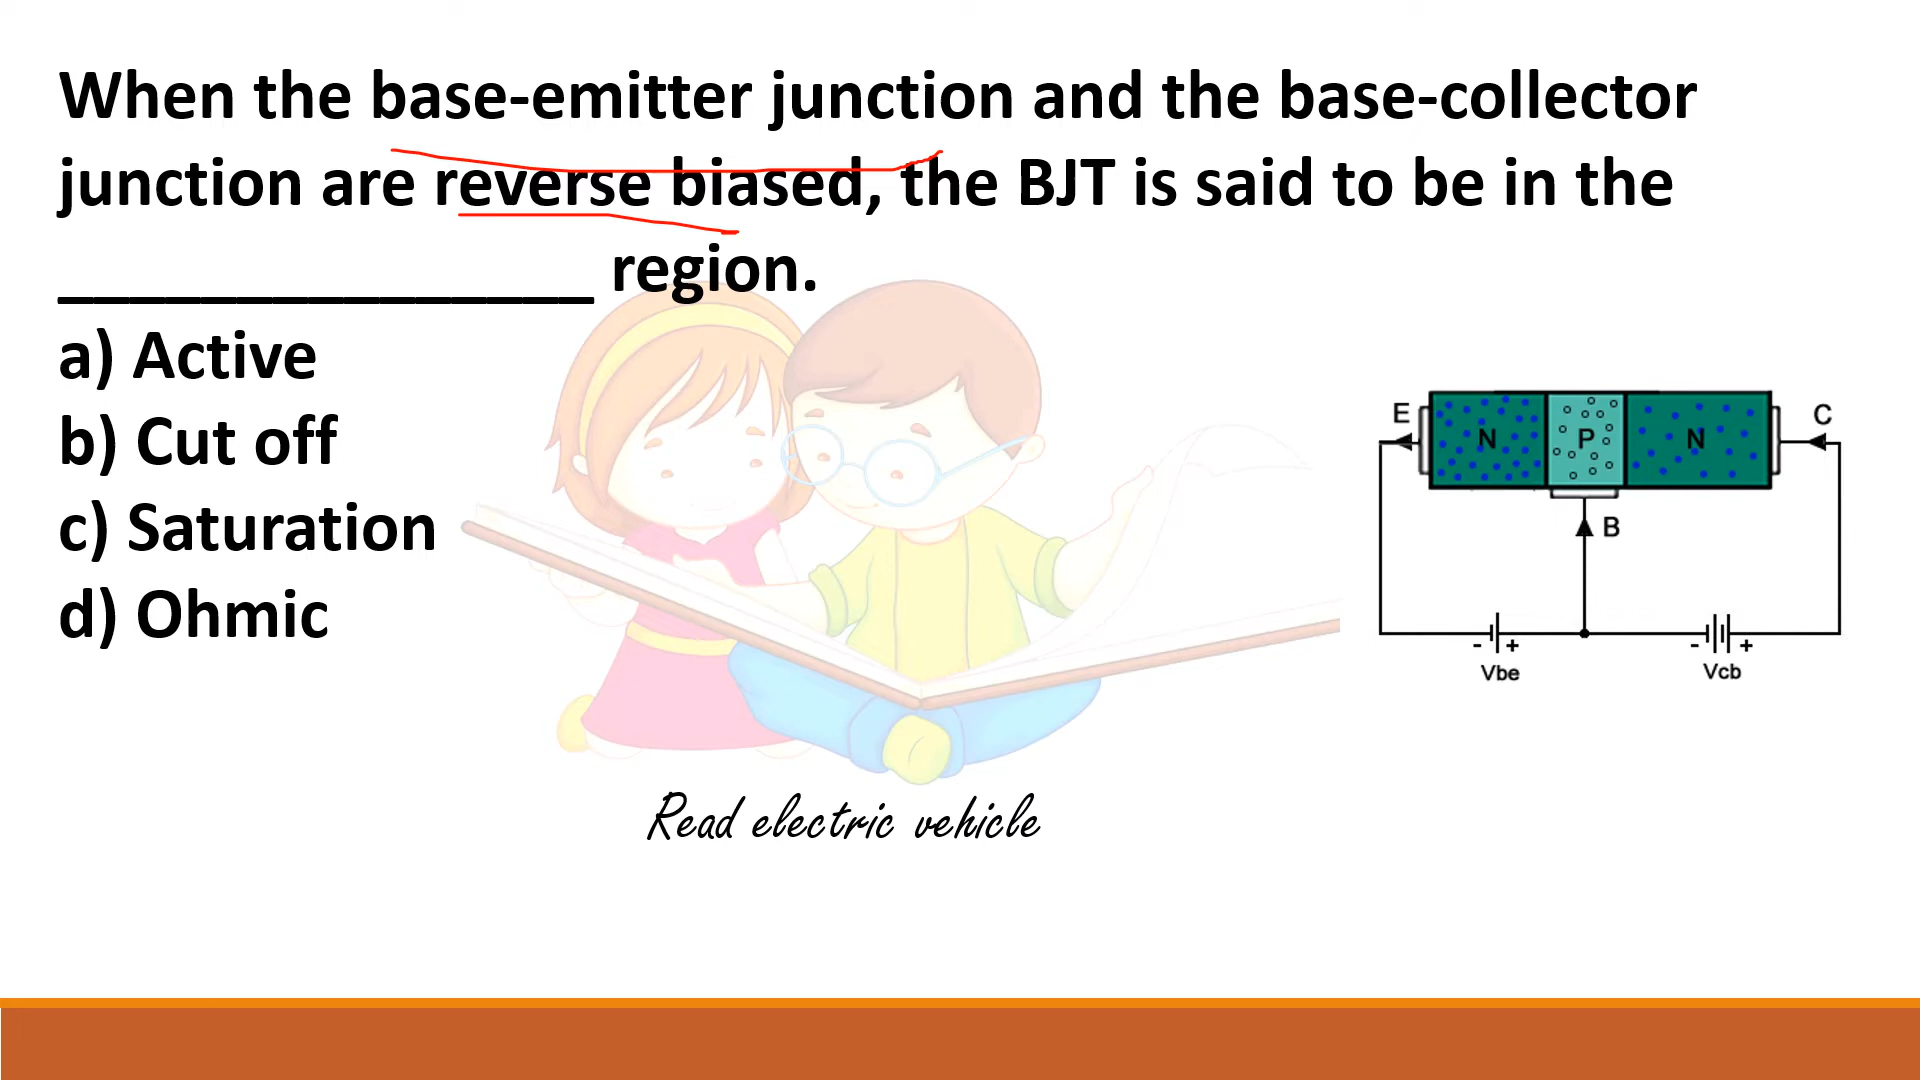 When the base-emitter junction and the base-collector
junction are reverse biased, the BJT is said to be in the
_______________ region.
a) Active
b) Cut off
c) Saturation
d) Ohmic
E
N
P
N
C
B
- +
Vbe
- +
Vcb
Read electric vehicle